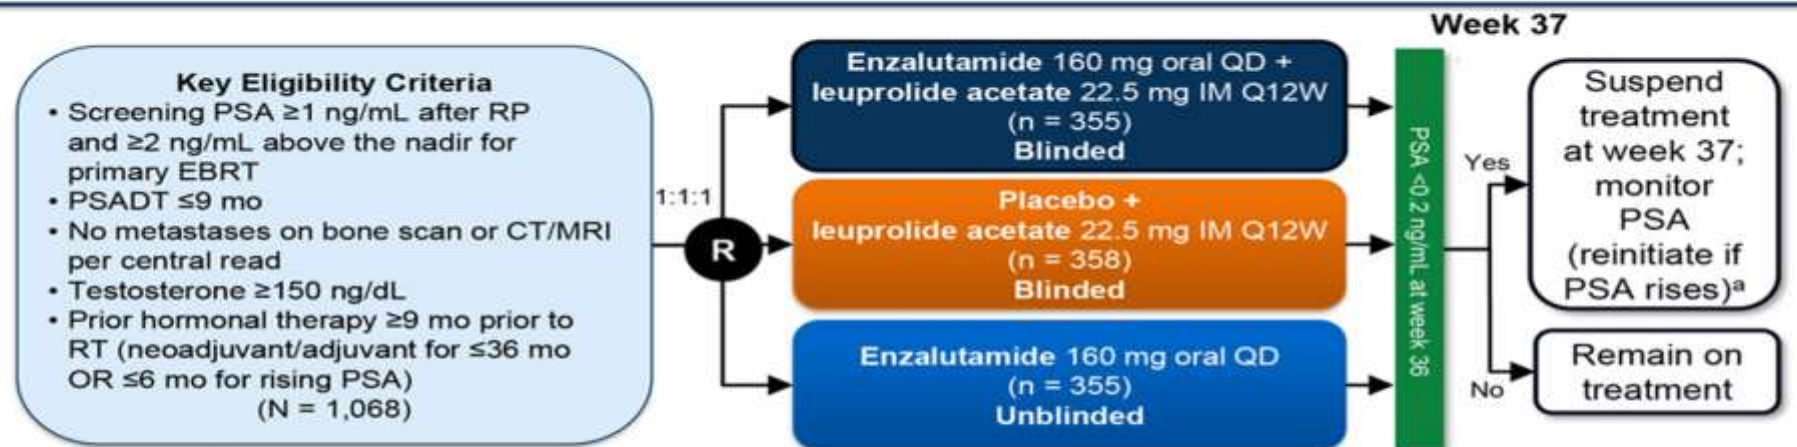 Week 37
Key Eligibility Criteria
• Screening PSA ≥1 ng/mL after RP
and ≥2 ng/mL above the nadir for
primary EBRT
• PSADT ≤9 mo
• No metastases on bone scan or CT/MRI
per central read
• Testosterone ≥150 ng/dL
• Prior hormonal therapy ≥9 mo prior to
RT (neoadjuvant/adjuvant for ≤36 mo
OR ≤6 mo for rising PSA)
(N = 1,068)
1:1:1
R
Enzalutamide 160 mg oral QD +
leuprolide acetate 22.5 mg IM Q12W
(n = 355)
Blinded
Placebo +
leuprolide acetate 22.5 mg IM Q12W
(n = 358)
Blinded
Enzalutamide 160 mg oral QD
(n = 355)
Unblinded
PSA <0.2 ng/mL at week 36
Yes
Suspend
treatment
at week 37;
monitor
PSA
(reinitiate if
PSA rises)ᵃ
No
Remain on
treatment